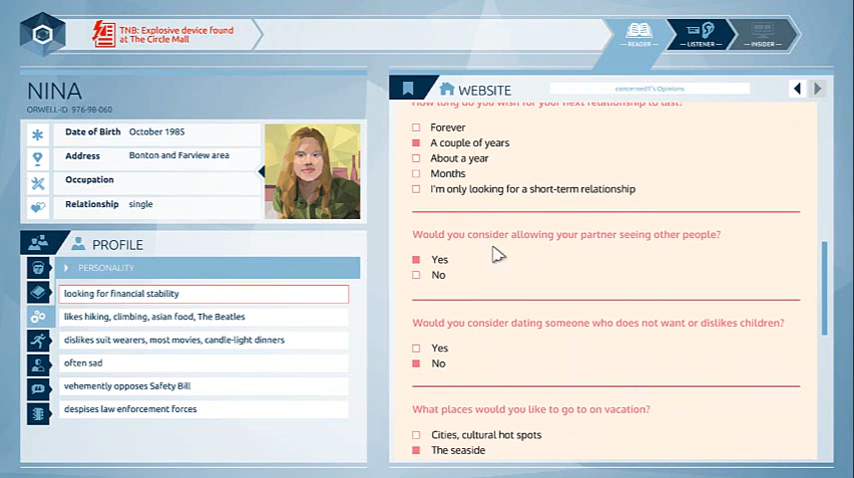 TNB: Explosive device found
at The Circle Mall
— READER —
— LISTENER —
— INSIDER —
NINA
ORWELL-ID 976-98-060
Date of Birth October 1985
Address Bonton and Farview area
Occupation
Relationship single
PROFILE
PERSONALITY
looking for financial stability
likes hiking, climbing, asian food, The Beatles
dislikes suit wearers, most movies, candle-light dinners
often sad
vehemently opposes Safety Bill
despises law enforcement forces
WEBSITE
concerned1's Opinions
How long do you wish for your next relationship to last?
Forever
A couple of years
About a year
Months
I'm only looking for a short-term relationship
Would you consider allowing your partner seeing other people?
Yes
No
Would you consider dating someone who does not want or dislikes children?
Yes
No
What places would you like to go to on vacation?
Cities, cultural hot spots
The seaside